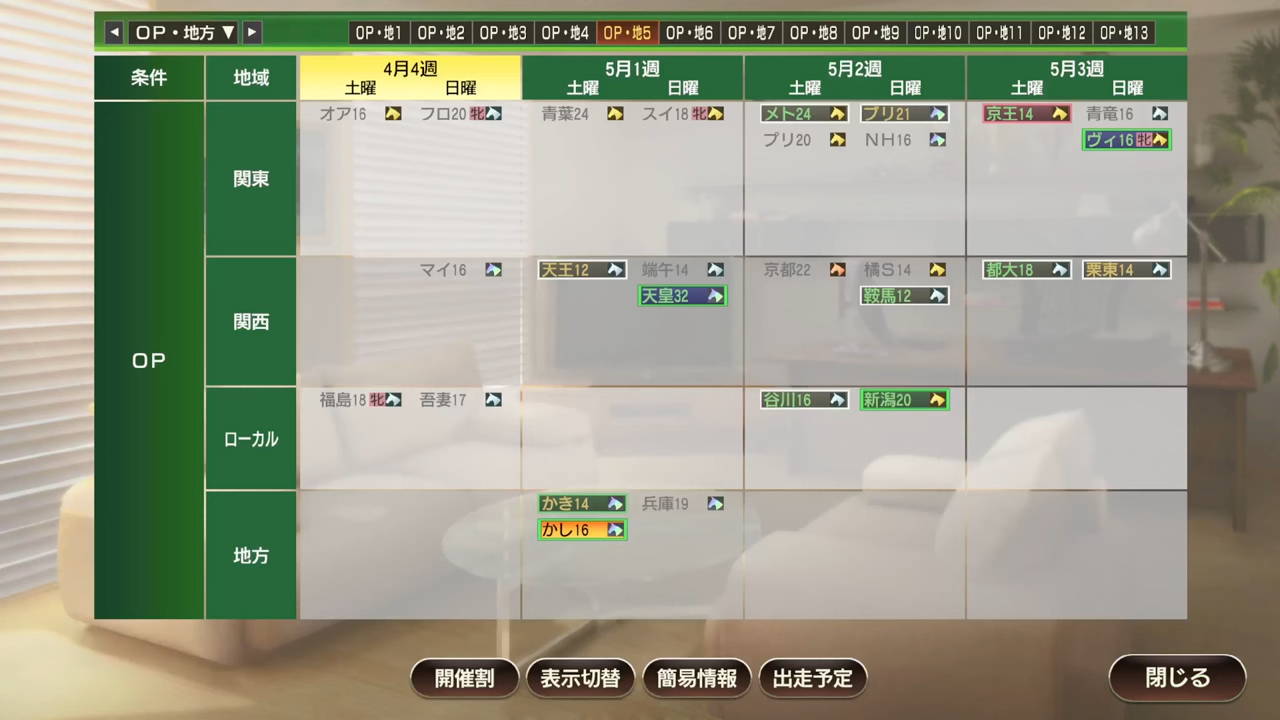 ◀ OP・地方▼ ▶ OP・地1 OP・地2 OP・地3 OP・地4 OP・地5 OP・地6 OP・地7 OP・地8 OP・地9 OP・地10 OP・地11 OP・地12 OP・地13
条件 地域 4月4週 5月1週 5月2週 5月3週
土曜 日曜 土曜 日曜 土曜 日曜 土曜 日曜
オア16 フロ20牝 青葉24 スイ18牝 メト24 プリ21 京王14 青竜16
プリ20 NH16 ヴィ16牝
関東
マイ16 天王12 端午14 京都22 橘S14 都大18 栗東14
天皇32 鞍馬12
関西
OP
福島18牝 吾妻17 谷川16 新潟20
ローカル
かき14 兵庫19
かし16
地方
開催割 表示切替 簡易情報 出走予定 閉じる